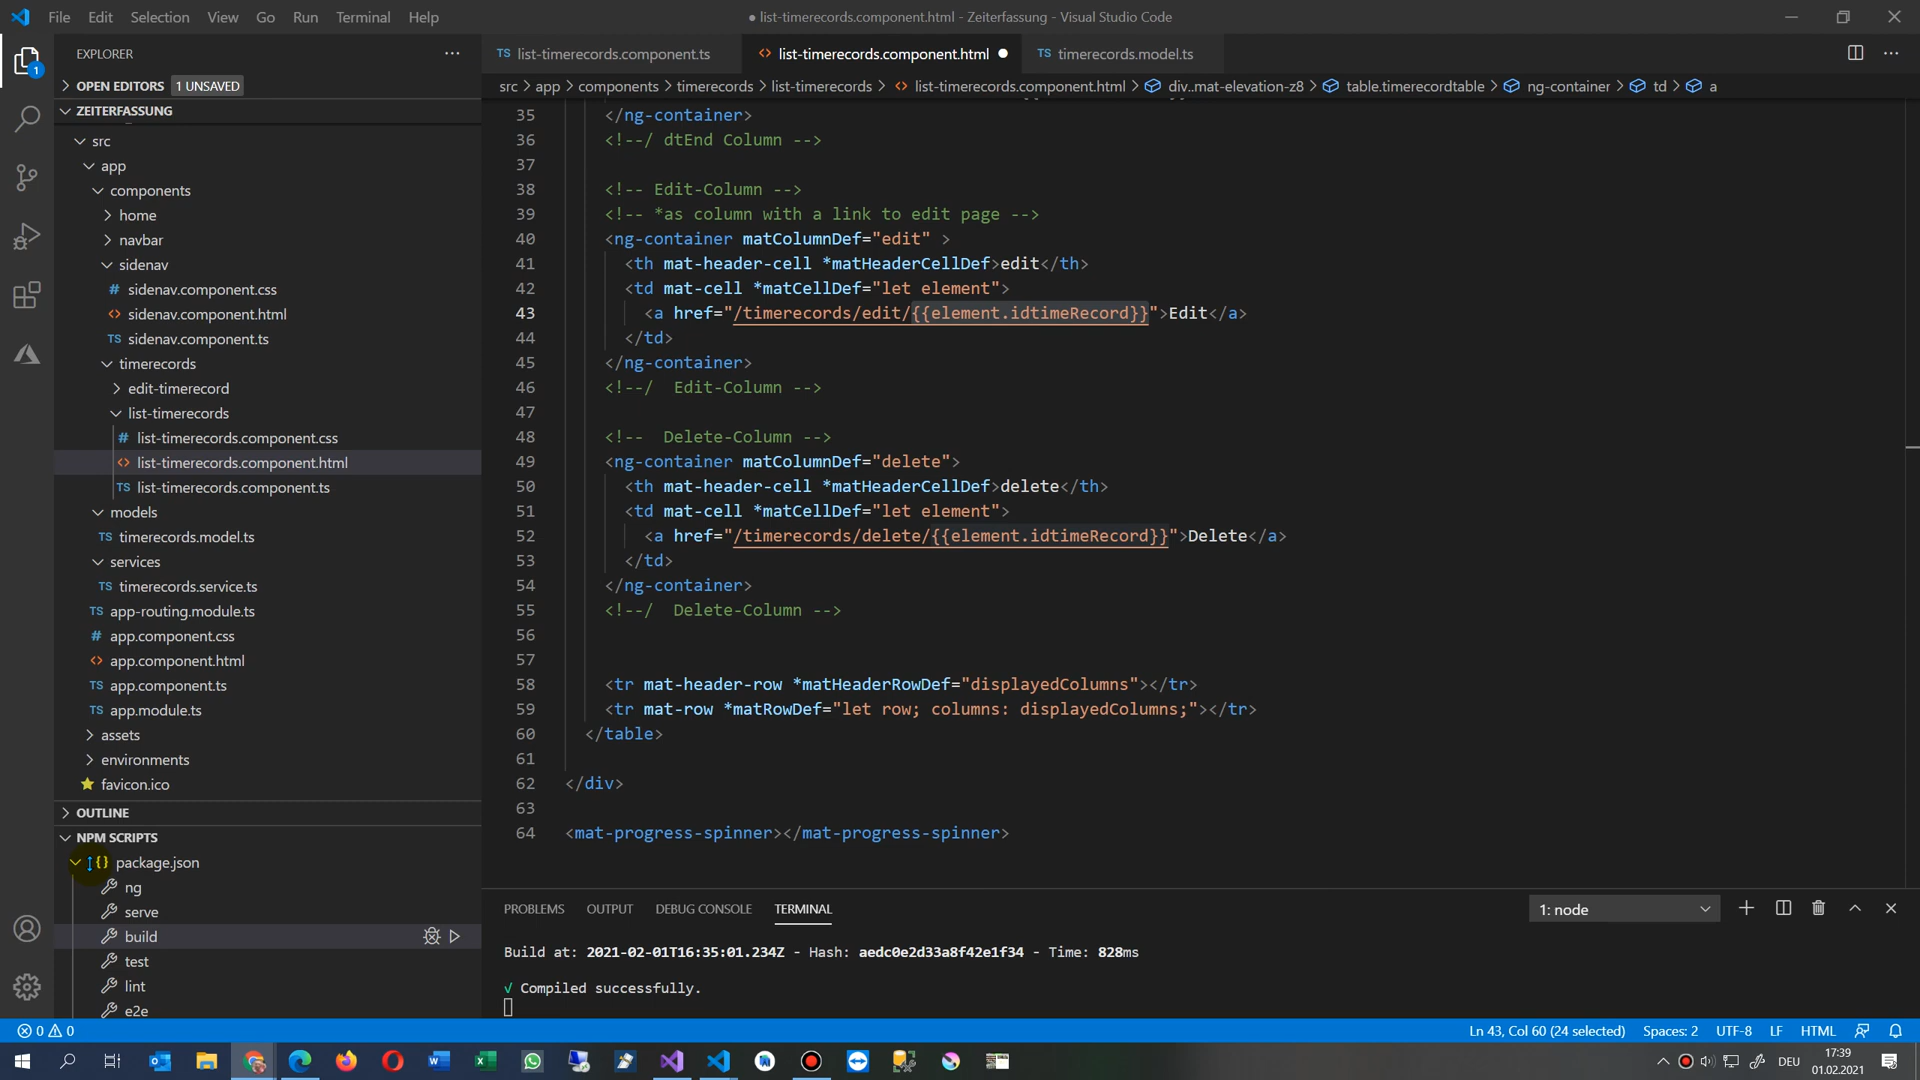 File Edit Selection View Go Run Terminal Help
● list-timerecords.component.html - Zeiterfassung - Visual Studio Code
EXPLORER
TS list-timerecords.component.ts
<> list-timerecords.component.html
TS timerecords.model.ts
OPEN EDITORS 1 UNSAVED
src > app > components > timerecords > list-timerecords > <> list-timerecords.component.html > div..mat-elevation-z8 > table.timerecordtable > ng-container > td > a
1
ZEITERFASSUNG
src
app
components
home
navbar
sidenav
# sidenav.component.css
<> sidenav.component.html
TS sidenav.component.ts
timerecords
edit-timerecord
list-timerecords
# list-timerecords.component.css
<> list-timerecords.component.html
TS list-timerecords.component.ts
models
TS timerecords.model.ts
services
TS timerecords.service.ts
TS app-routing.module.ts
# app.component.css
<> app.component.html
TS app.component.ts
TS app.module.ts
assets
environments
favicon.ico
OUTLINE
NPM SCRIPTS
{} package.json
ng
serve
build
test
lint
e2e
35 </ng-container>
36 <!--/ dtEnd Column -->
37
38 <!-- Edit-Column -->
39 <!-- *as column with a link to edit page -->
40 <ng-container matColumnDef="edit" >
41 <th mat-header-cell *matHeaderCellDef>edit</th>
42 <td mat-cell *matCellDef="let element">
43 <a href="/timerecords/edit/{{element.idtimeRecord}}">Edit</a>
44 </td>
45 </ng-container>
46 <!--/  Edit-Column -->
47
48 <!--  Delete-Column -->
49 <ng-container matColumnDef="delete">
50 <th mat-header-cell *matHeaderCellDef>delete</th>
51 <td mat-cell *matCellDef="let element">
52 <a href="/timerecords/delete/{{element.idtimeRecord}}">Delete</a>
53 </td>
54 </ng-container>
55 <!--/  Delete-Column -->
56
57
58 <tr mat-header-row *matHeaderRowDef="displayedColumns"></tr>
59 <tr mat-row *matRowDef="let row; columns: displayedColumns;"></tr>
60 </table>
61
62 </div>
63
64 <mat-progress-spinner></mat-progress-spinner>
PROBLEMS OUTPUT DEBUG CONSOLE TERMINAL
1: node
Build at: 2021-02-01T16:35:01.234Z - Hash: aedc0e2d33a8f42e1f34 - Time: 828ms
√ Compiled successfully.
0 0
Ln 43, Col 60 (24 selected) Spaces: 2 UTF-8 LF HTML
DEU
17:39
01.02.2021